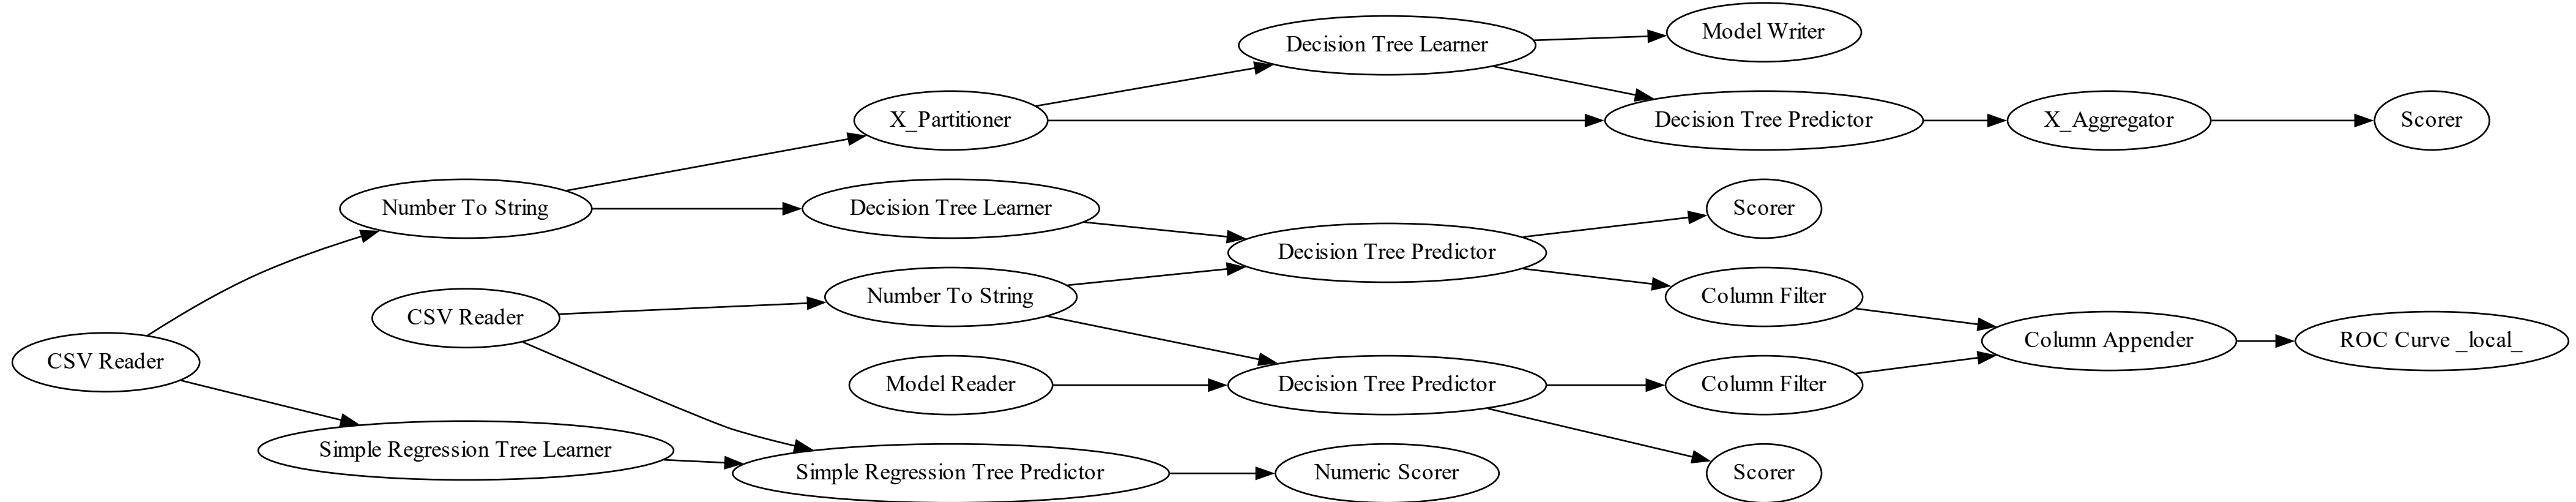 Model Writer
Decision Tree Learner
X_Partitioner
Decision Tree Predictor
X_Aggregator
Scorer
Number To String
Decision Tree Learner
Scorer
Decision Tree Predictor
Number To String
Column Filter
CSV Reader
Column Appender
ROC Curve _local_
CSV Reader
Model Reader
Decision Tree Predictor
Column Filter
Simple Regression Tree Learner
Simple Regression Tree Predictor
Numeric Scorer
Scorer